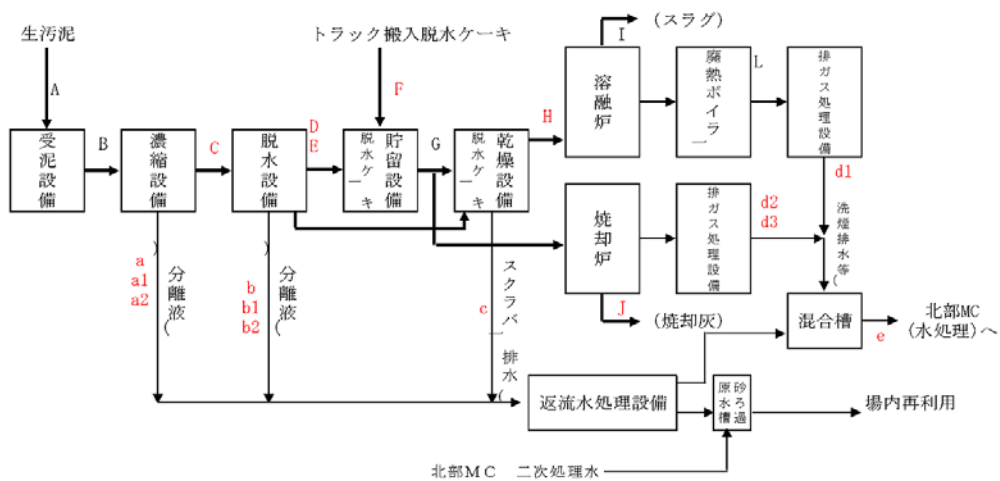 生汚泥
トラック搬入脱水ケーキ
(スラグ)
A
F
I
L
H
B
C
D
E
G
受泥設備
濃縮設備
脱水設備
脱水ケーキ
貯留設備
脱水ケーキ
乾燥設備
溶融炉
廃熱ボイラー
排ガス処理設備
焼却炉
排ガス処理設備
d1
d2
d3
洗煙排水等(
J
(焼却灰)
a
a1
a2
)分離液(
b
b1
b2
)分離液(
c
スクラバー排水(
混合槽
e
北部MC
(水処理)へ
返流水処理設備
砂ろ過
原水槽
場内再利用
北部MC 二次処理水